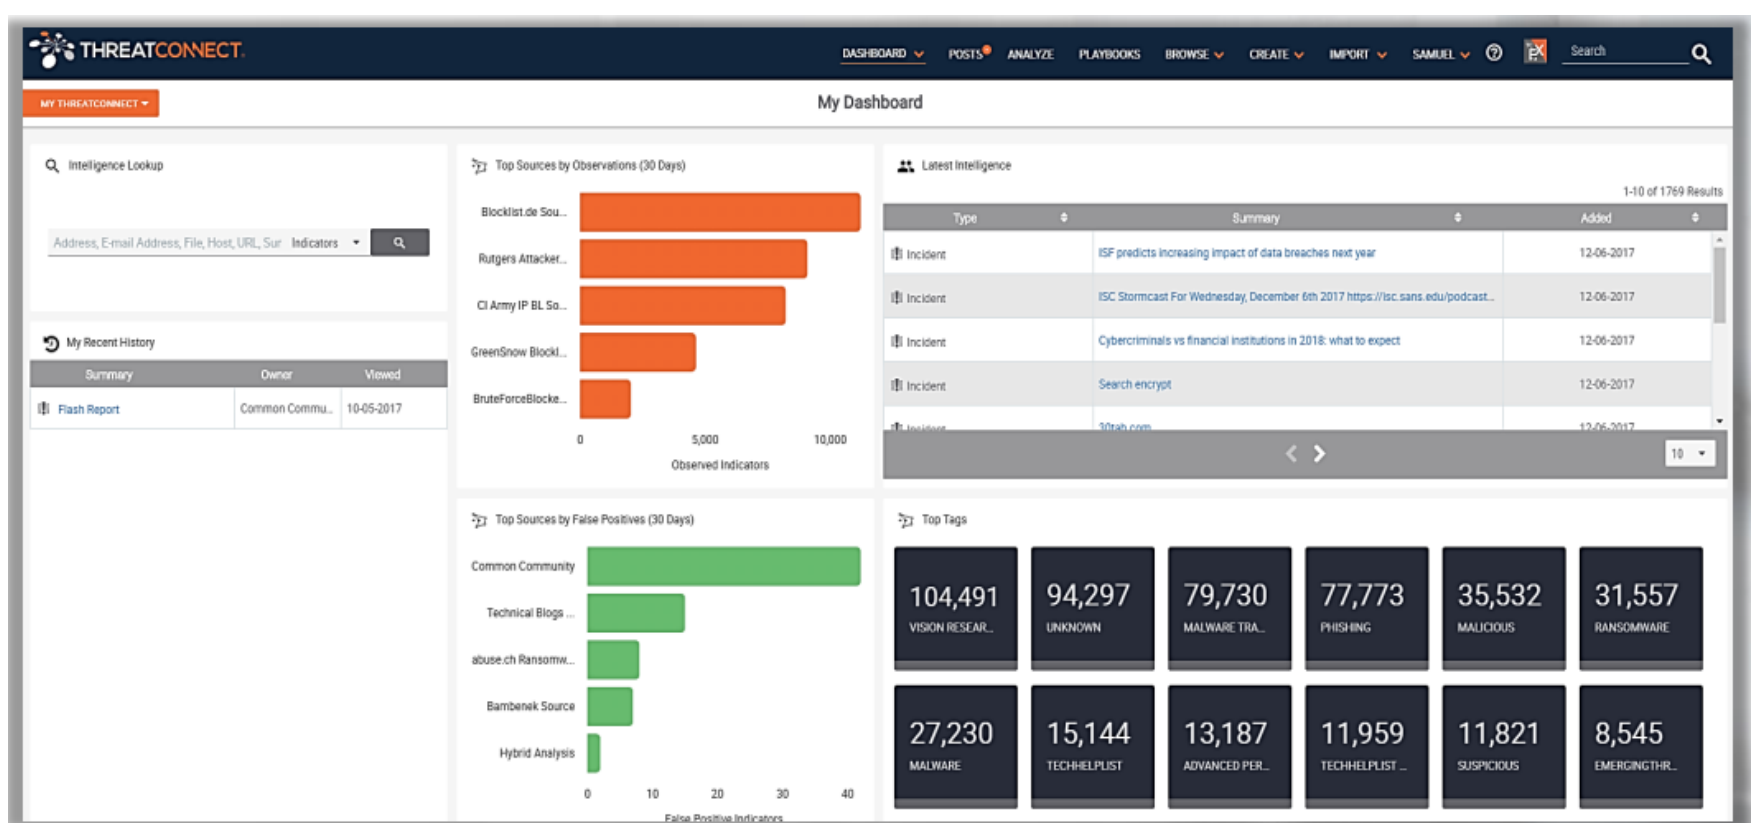 THREATCONNECT
DASHBOARD
POSTS
ANALYZE
PLAYBOOKS
BROWSE
CREATE
IMPORT
SAMUEL
Search
MY THREATCONNECT
My Dashboard
Intelligence Lookup
Address, E-mail Address, File, Host, URL, Sur
Indicators
My Recent History
Summary Owner Viewed
Flash Report Common Commu... 10-05-2017
Top Sources by Observations (30 Days)
Blocklist.de Sou...
Rutgers Attacker...
CI Army IP BL So...
GreenSnow Blockl...
BruteForceBlocke...
0 5,000 10,000
Observed Indicators
Latest Intelligence
1-10 of 1769 Results
Type Summary Added
Incident ISF predicts increasing impact of data breaches next year 12-06-2017
Incident ISC Stormcast For Wednesday, December 6th 2017 https://isc.sans.edu/podcast... 12-06-2017
Incident Cybercriminals vs financial institutions in 2018: what to expect 12-06-2017
Incident Search encrypt 12-06-2017
Incident 30tab.com 12-06-2017
10
Top Sources by False Positives (30 Days)
Common Community
Technical Blogs ...
abuse.ch Ransomw...
Bambenek Source
Hybrid Analysis
0 10 20 30 40
False Positive Indicators
Top Tags
104,491 94,297 79,730 77,773 35,532 31,557
VISION RESEAR... UNKNOWN MALWARE TRA... PHISHING MALICIOUS RANSOMWARE
27,230 15,144 13,187 11,959 11,821 8,545
MALWARE TECHHELPLIST ADVANCED PER... TECHHELPLIST ... SUSPICIOUS EMERGINGTHR...